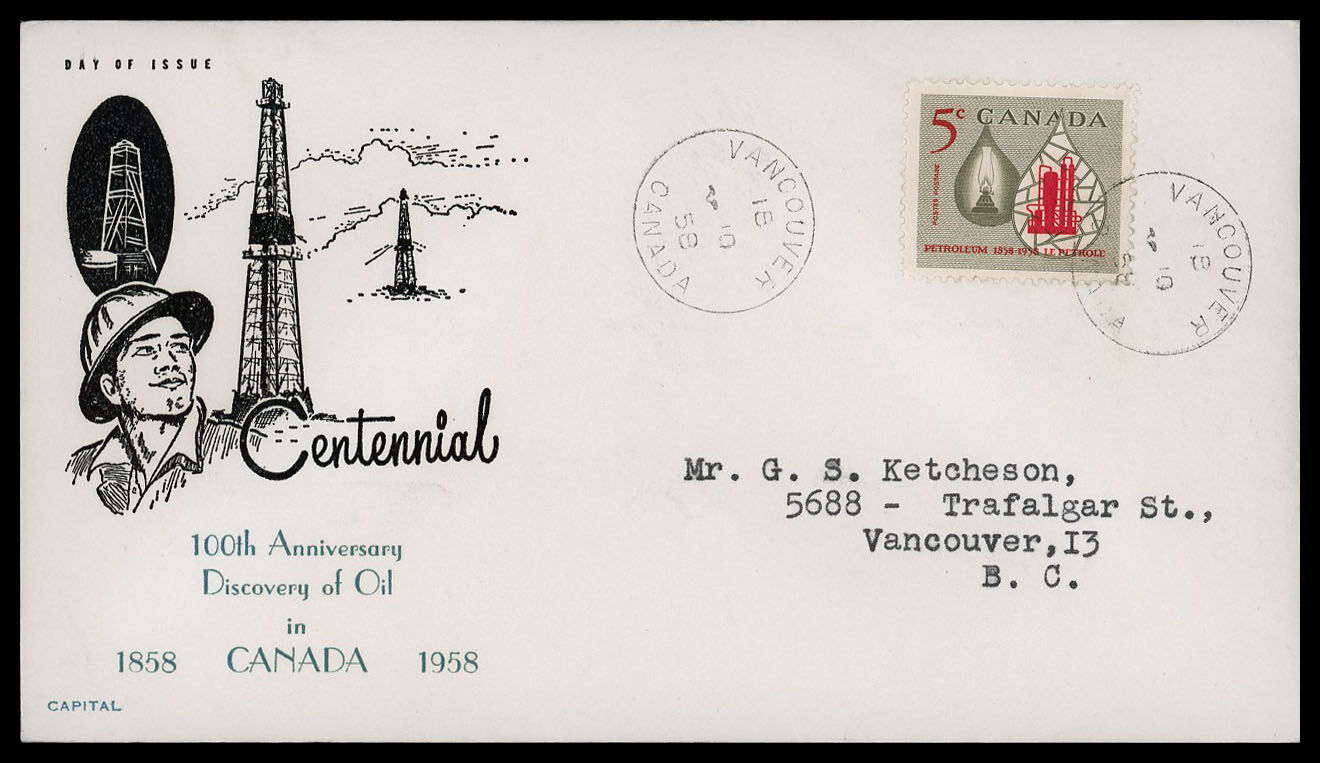 DAY OF ISSUE
Centennial
100th Anniversary
Discovery of Oil
in
1858 CANADA 1958
CAPITAL
VANCOUVER
18
10
58
CANADA
5c CANADA
POSTES POSTAGE
PETROLEUM 1858-1958 LE PÉTROLE
VANCOUVER
18
10
Mr. G. S. Ketcheson,
5688 - Trafalgar St.,
Vancouver,13
B. C.